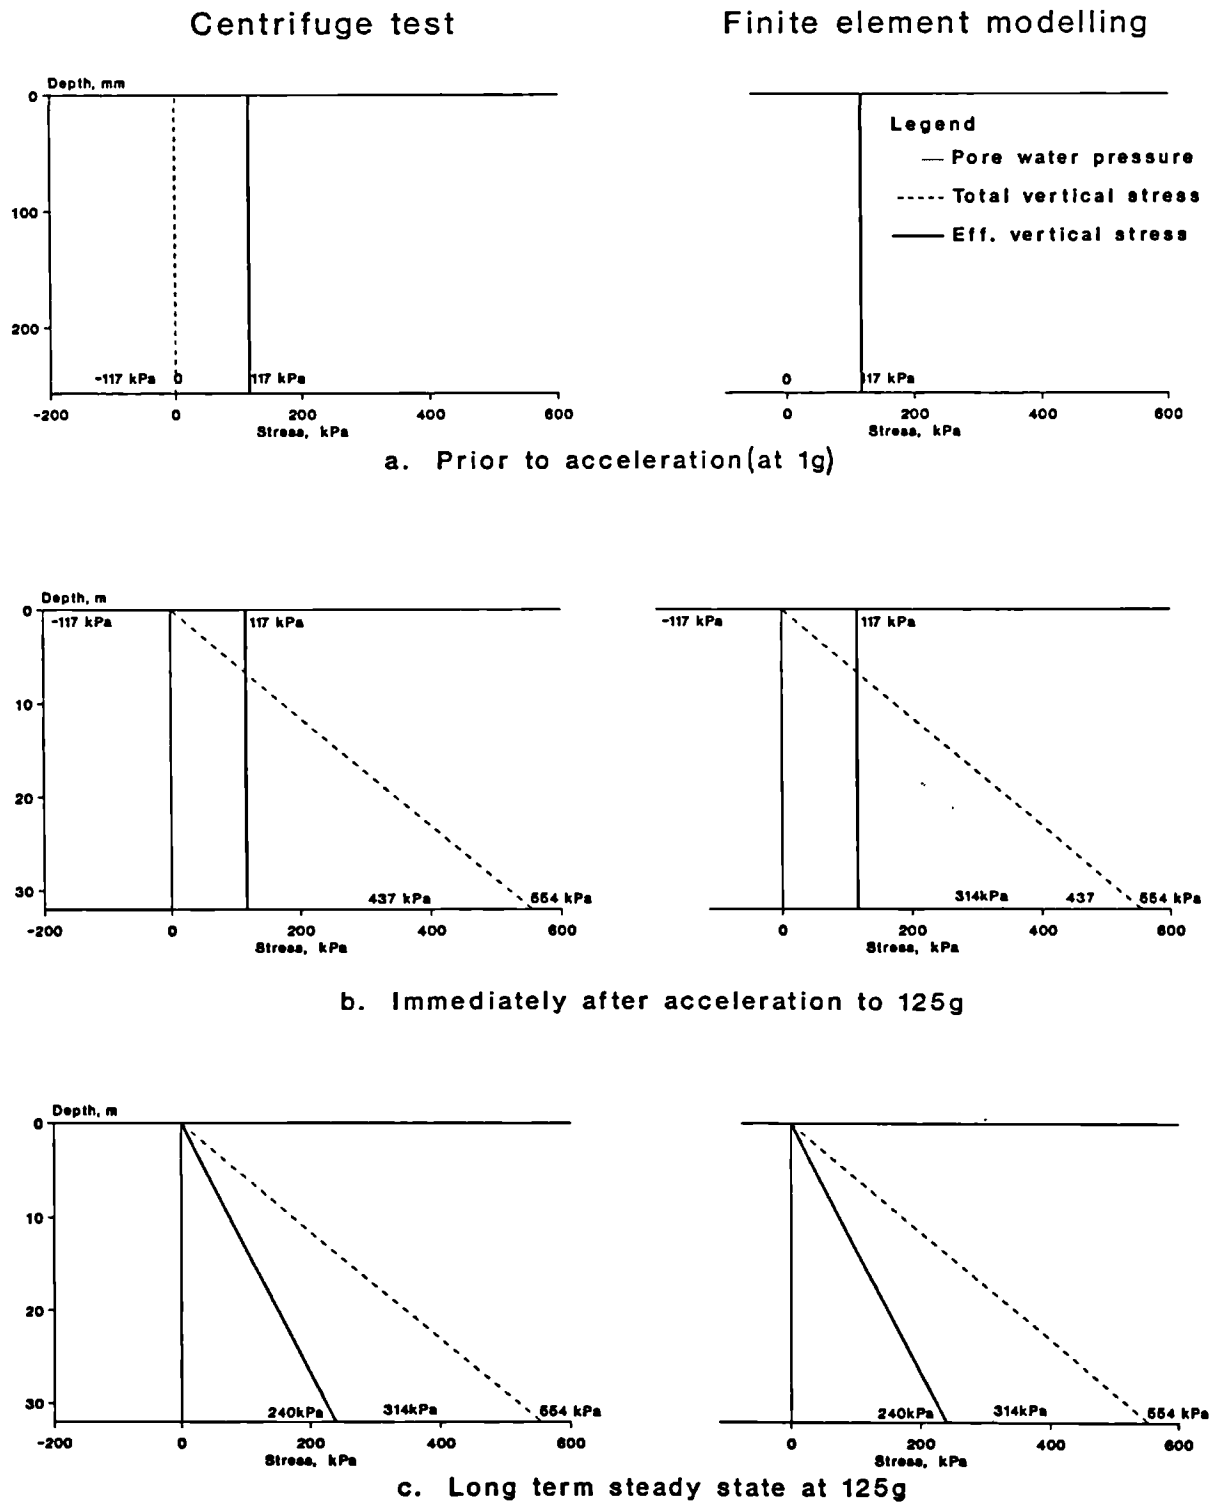 Centrifuge test
Finite element modelling
Depth, mm
0
100
200
-117 kPa 0 117 kPa
-200 0 200 400 600
Stress, kPa
Legend
Pore water pressure
Total vertical stress
Eff. vertical stress
0 117 kPa
0 200 400 600
Stress, kPa
a. Prior to acceleration (at 1g)
Depth, m
0
-117 kPa 117 kPa
10
20
30
437 kPa 554 kPa
-200 0 200 400 600
Stress, kPa
-117 kPa 117 kPa
314kPa 437 554 kPa
0 200 400 600
Stress, kPa
b. Immediately after acceleration to 125g
Depth, m
0
10
20
30
240kPa 314kPa 554 kPa
-200 0 200 400 600
Stress, kPa
240kPa 314kPa 554 kPa
0 200 400 600
Stress, kPa
c. Long term steady state at 125g